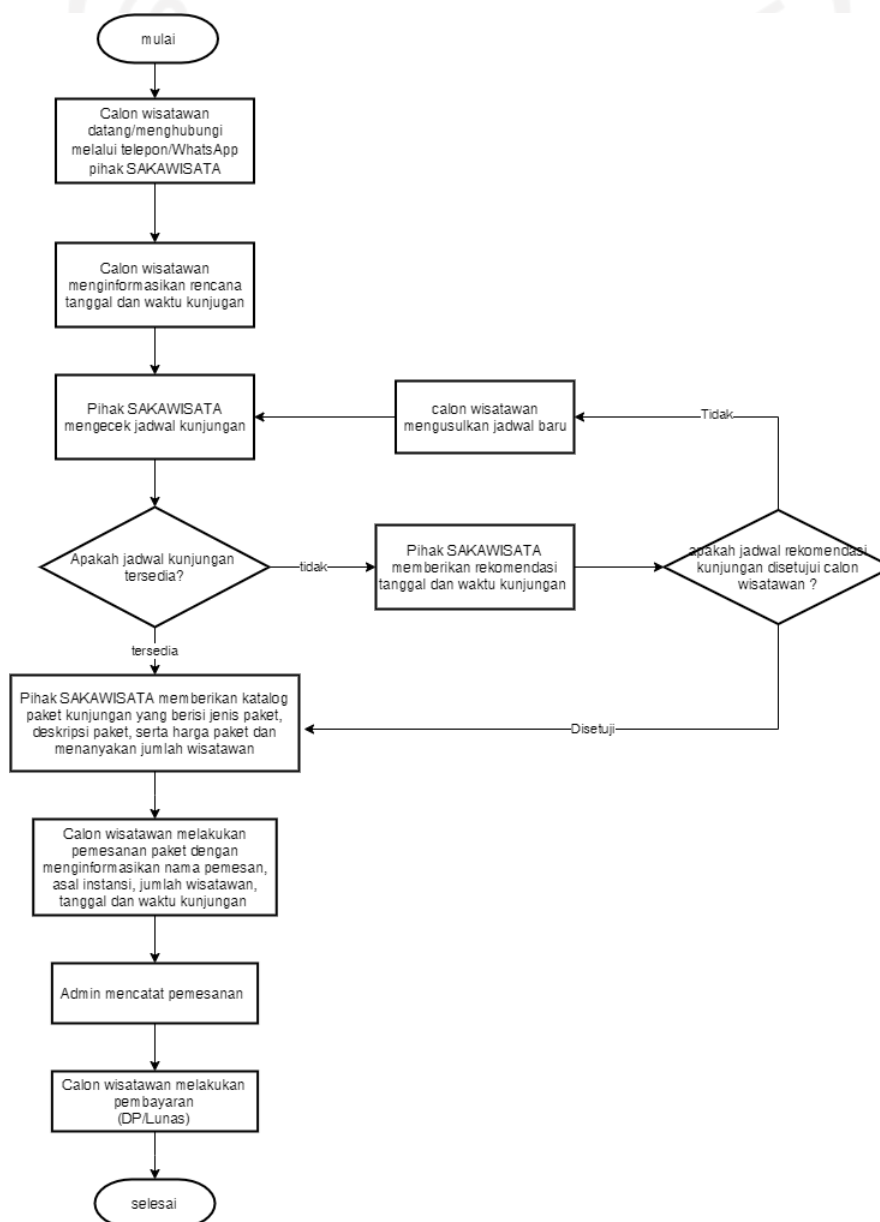 mulai
Calon wisatawan
datang/menghubungi
melalui telepon/WhatsApp
pihak SAKAWISATA
Calon wisatawan
menginformasikan rencana
tanggal dan waktu kunjugan
Pihak SAKAWISATA
mengecek jadwal kunjungan
calon wisatawan
mengusulkan jadwal baru
Tidak
Apakah jadwal kunjungan
tersedia?
tidak
Pihak SAKAWISATA
memberikan rekomendasi
tanggal dan waktu kunjungan
apakah jadwal rekomendasi
kunjungan disetujui calon
wisatawan ?
tersedia
Pihak SAKAWISATA memberikan katalog
paket kunjungan yang berisi jenis paket,
deskripsi paket, serta harga paket dan
menanyakan jumlah wisatawan
Disetuji
Calon wisatawan melakukan
pemesanan paket dengan
menginformasikan nama pemesan,
asal instansi, jumlah wisatawan,
tanggal dan waktu kunjungan
Admin mencatat pemesanan
Calon wisatawan melakukan
pembayaran
(DP/Lunas)
selesai